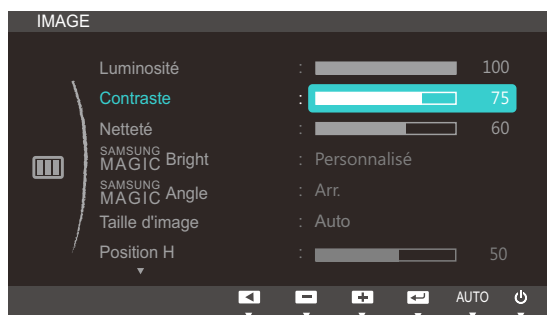 IMAGE
Luminosité : 100
Contraste : 75
Netteté : 60
SAMSUNG MAGIC Bright : Personnalisé
SAMSUNG MAGIC Angle : Arr.
Taille d'image : Auto
Position H : 50
AUTO